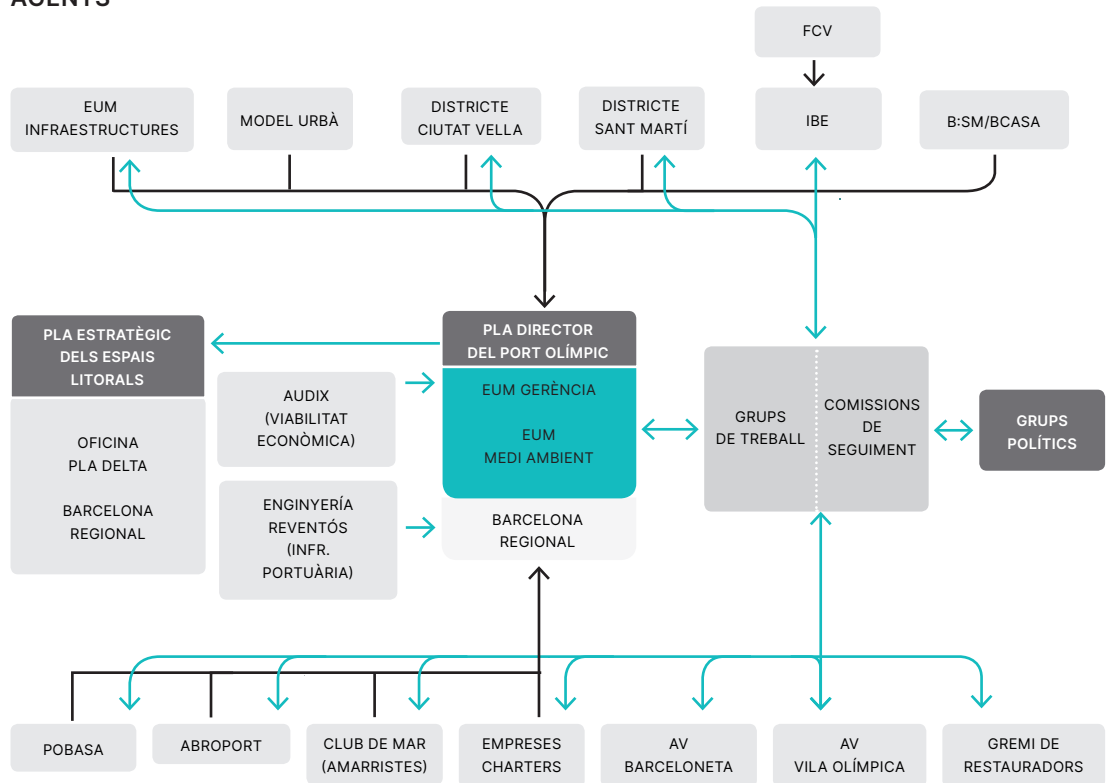 AGENTS
FCV
EUM
INFRAESTRUCTURES
MODEL URBÀ
DISTRICTE
CIUTAT VELLA
DISTRICTE
SANT MARTÍ
IBE
B:SM/BCASA
PLA ESTRATÈGIC
DELS ESPAIS
LITORALS
OFICINA
PLA DELTA
BARCELONA
REGIONAL
AUDIX
(VIABILITAT
ECONÒMICA)
ENGINYERÍA
REVENTÓS
(INFR.
PORTUÀRIA)
PLA DIRECTOR
DEL PORT OLÍMPIC
EUM GERÈNCIA
EUM
MEDI AMBIENT
BARCELONA
REGIONAL
GRUPS
DE TREBALL
COMISSIONS
DE
SEGUIMENT
GRUPS
POLÍTICS
POBASA
ABROPORT
CLUB DE MAR
(AMARRISTES)
EMPRESES
CHARTERS
AV
BARCELONETA
AV
VILA OLÍMPICA
GREMI DE
RESTAURADORS